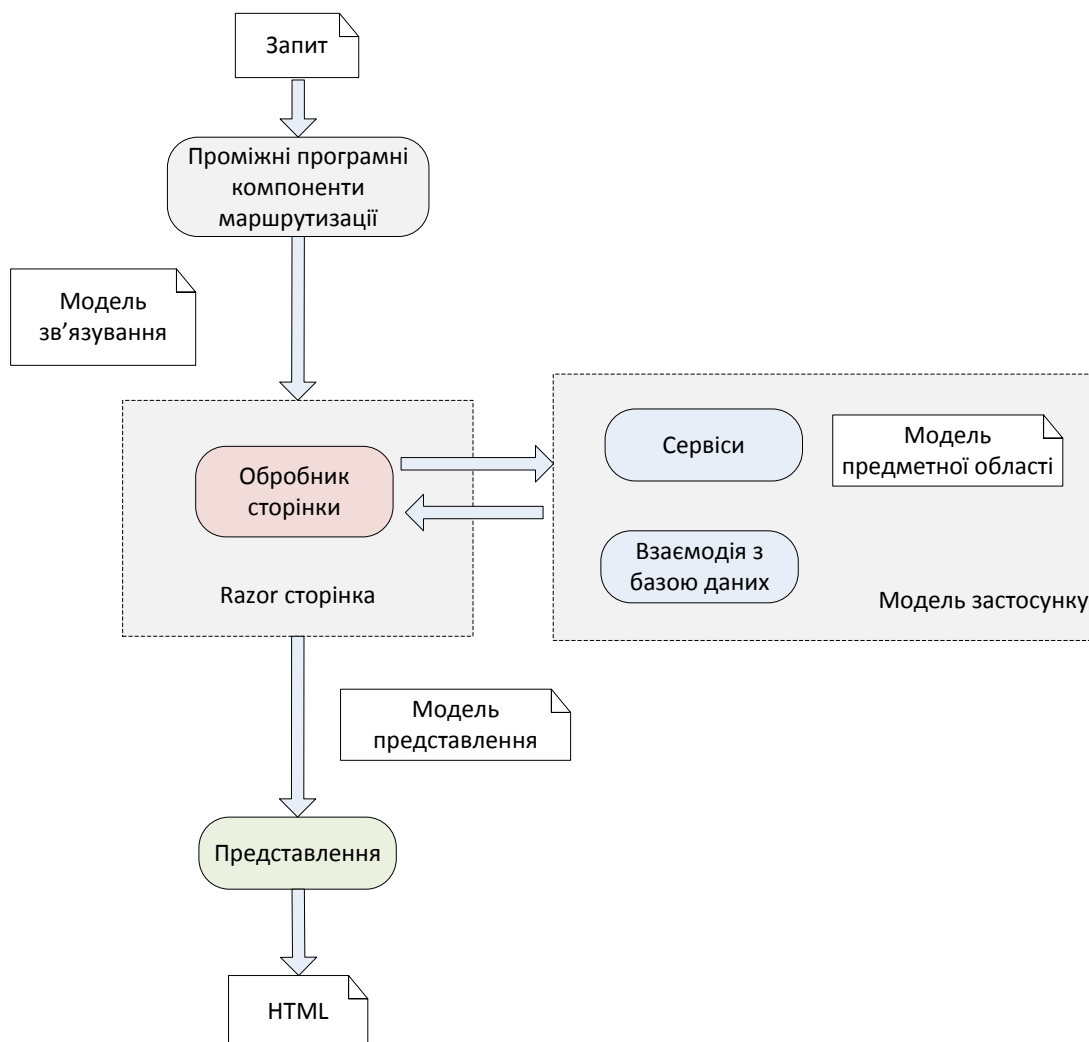 Запит
Проміжні програмні
компоненти
маршрутизації
Модель
зв’язування
Обробник
сторінки
Razor сторінка
Сервіси
Модель
предметної області
Взаємодія з
базою даних
Модель застосунку
Модель
представлення
Представлення
HTML